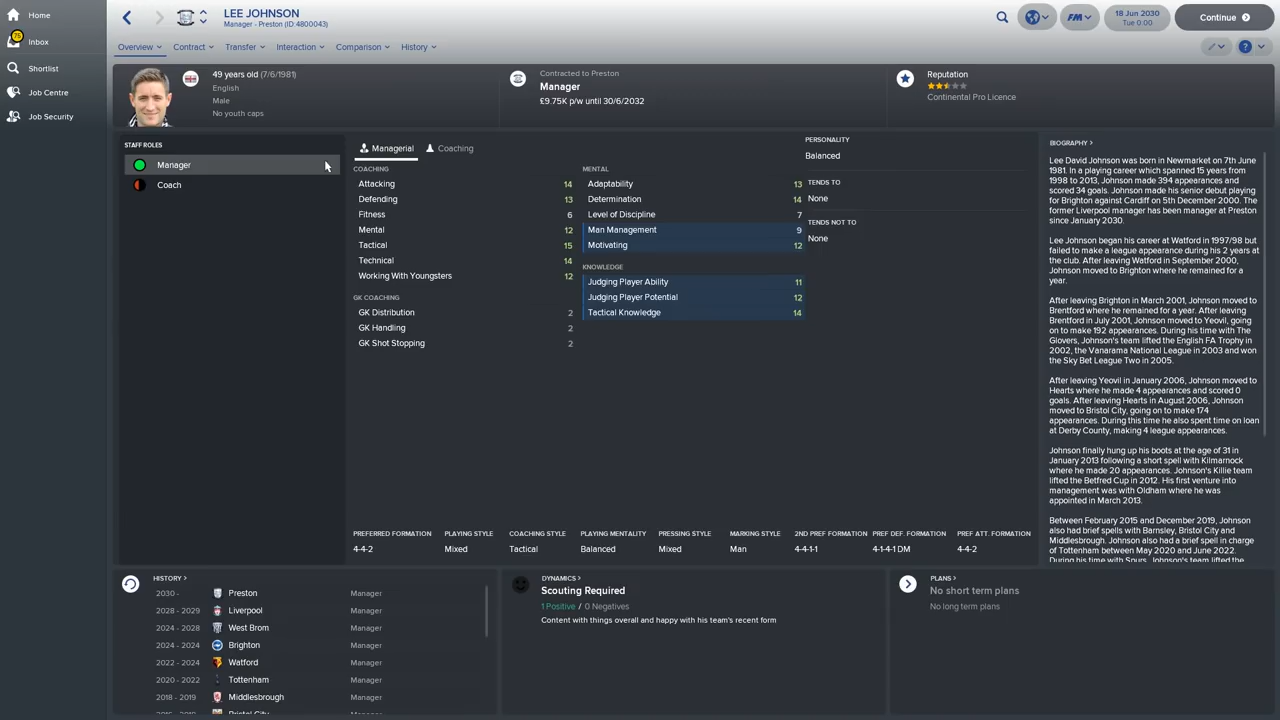 Home
75
Inbox
Shortlist
Job Centre
Job Security
LEE JOHNSON
Manager - Preston (ID:4800043)
FM
18 Jun 2030
Tue 0:00
Continue
Overview
Contract
Transfer
Interaction
Comparison
History
?
49 years old (7/6/1981)
English
Male
No youth caps
Contracted to Preston
Manager
£9.75K p/w until 30/6/2032
Reputation
Continental Pro Licence
STAFF ROLES
Manager
Coach
Managerial
Coaching
COACHING
Attacking 14
Defending 13
Fitness 6
Mental 12
Tactical 15
Technical 14
Working With Youngsters 12
GK COACHING
GK Distribution 2
GK Handling 2
GK Shot Stopping 2
MENTAL
Adaptability 13
Determination 14
Level of Discipline 7
Man Management 9
Motivating 12
KNOWLEDGE
Judging Player Ability 11
Judging Player Potential 12
Tactical Knowledge 14
PERSONALITY
Balanced
TENDS TO
None
TENDS NOT TO
None
BIOGRAPHY >
Lee David Johnson was born in Newmarket on 7th June
1981. In a playing career which spanned 15 years from
1998 to 2013, Johnson made 394 appearances and
scored 34 goals. Johnson made his senior debut playing
for Brighton against Cardiff on 5th December 2000. The
former Liverpool manager has been manager at Preston
since January 2030.
Lee Johnson began his career at Watford in 1997/98 but
failed to make a league appearance during his 2 years at
the club. After leaving Watford in September 2000,
Johnson moved to Brighton where he remained for a
year.
After leaving Brighton in March 2001, Johnson moved to
Brentford where he remained for a year. After leaving
Brentford in July 2001, Johnson moved to Yeovil, going
on to make 192 appearances. During his time with The
Glovers, Johnson's team lifted the English FA Trophy in
2002, the Vanarama National League in 2003 and won
the Sky Bet League Two in 2005.
After leaving Yeovil in January 2006, Johnson moved to
Hearts where he made 4 appearances and scored 0
goals. After leaving Hearts in August 2006, Johnson
moved to Bristol City, going on to make 174
appearances. During this time he also spent time on loan
at Derby County, making 4 league appearances.
Johnson finally hung up his boots at the age of 31 in
January 2013 following a short spell with Kilmarnock
where he made 20 appearances. Johnson's Killie team
lifted the Betfred Cup in 2012. His first venture into
management was with Oldham where he was
appointed in March 2013.
Between February 2015 and December 2019, Johnson
also had brief spells with Barnsley, Bristol City and
Middlesbrough. Johnson also had a brief spell in charge
of Tottenham between May 2020 and June 2022.
During his time with Spurs, Johnson's team lifted the
PREFERRED FORMATION
4-4-2
PLAYING STYLE
Mixed
COACHING STYLE
Tactical
PLAYING MENTALITY
Balanced
PRESSING STYLE
Mixed
MARKING STYLE
Man
2ND PREF FORMATION
4-4-1-1
PREF DEF. FORMATION
4-1-4-1 DM
PREF ATT. FORMATION
4-4-2
HISTORY >
2030 - Preston Manager
2028 - 2029 Liverpool Manager
2024 - 2028 West Brom Manager
2024 - 2024 Brighton Manager
2022 - 2024 Watford Manager
2020 - 2022 Tottenham Manager
2018 - 2019 Middlesbrough Manager
2016 - 2018 Bristol City Manager
DYNAMICS >
Scouting Required
1 Positive / 0 Negatives
Content with things overall and happy with his team's recent form
PLANS >
No short term plans
No long term plans